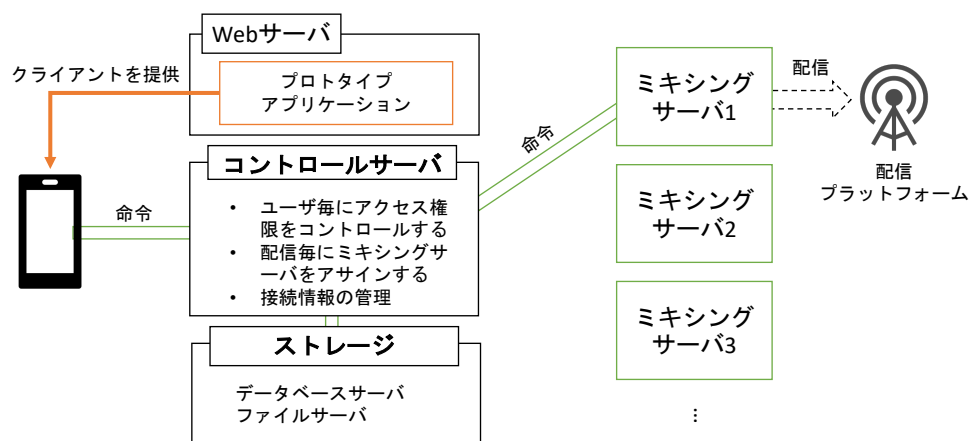 Webサーバ
クライアントを提供
プロトタイプ
アプリケーション
コントロールサーバ
命令
• ユーザ毎にアクセス権
限をコントロールする
• 配信毎にミキシングサ
ーバをアサインする
• 接続情報の管理
ストレージ
データベースサーバ
ファイルサーバ
命令
ミキシング
サーバ1
配信
配信
プラットフォーム
ミキシング
サーバ2
ミキシング
サーバ3
⋮